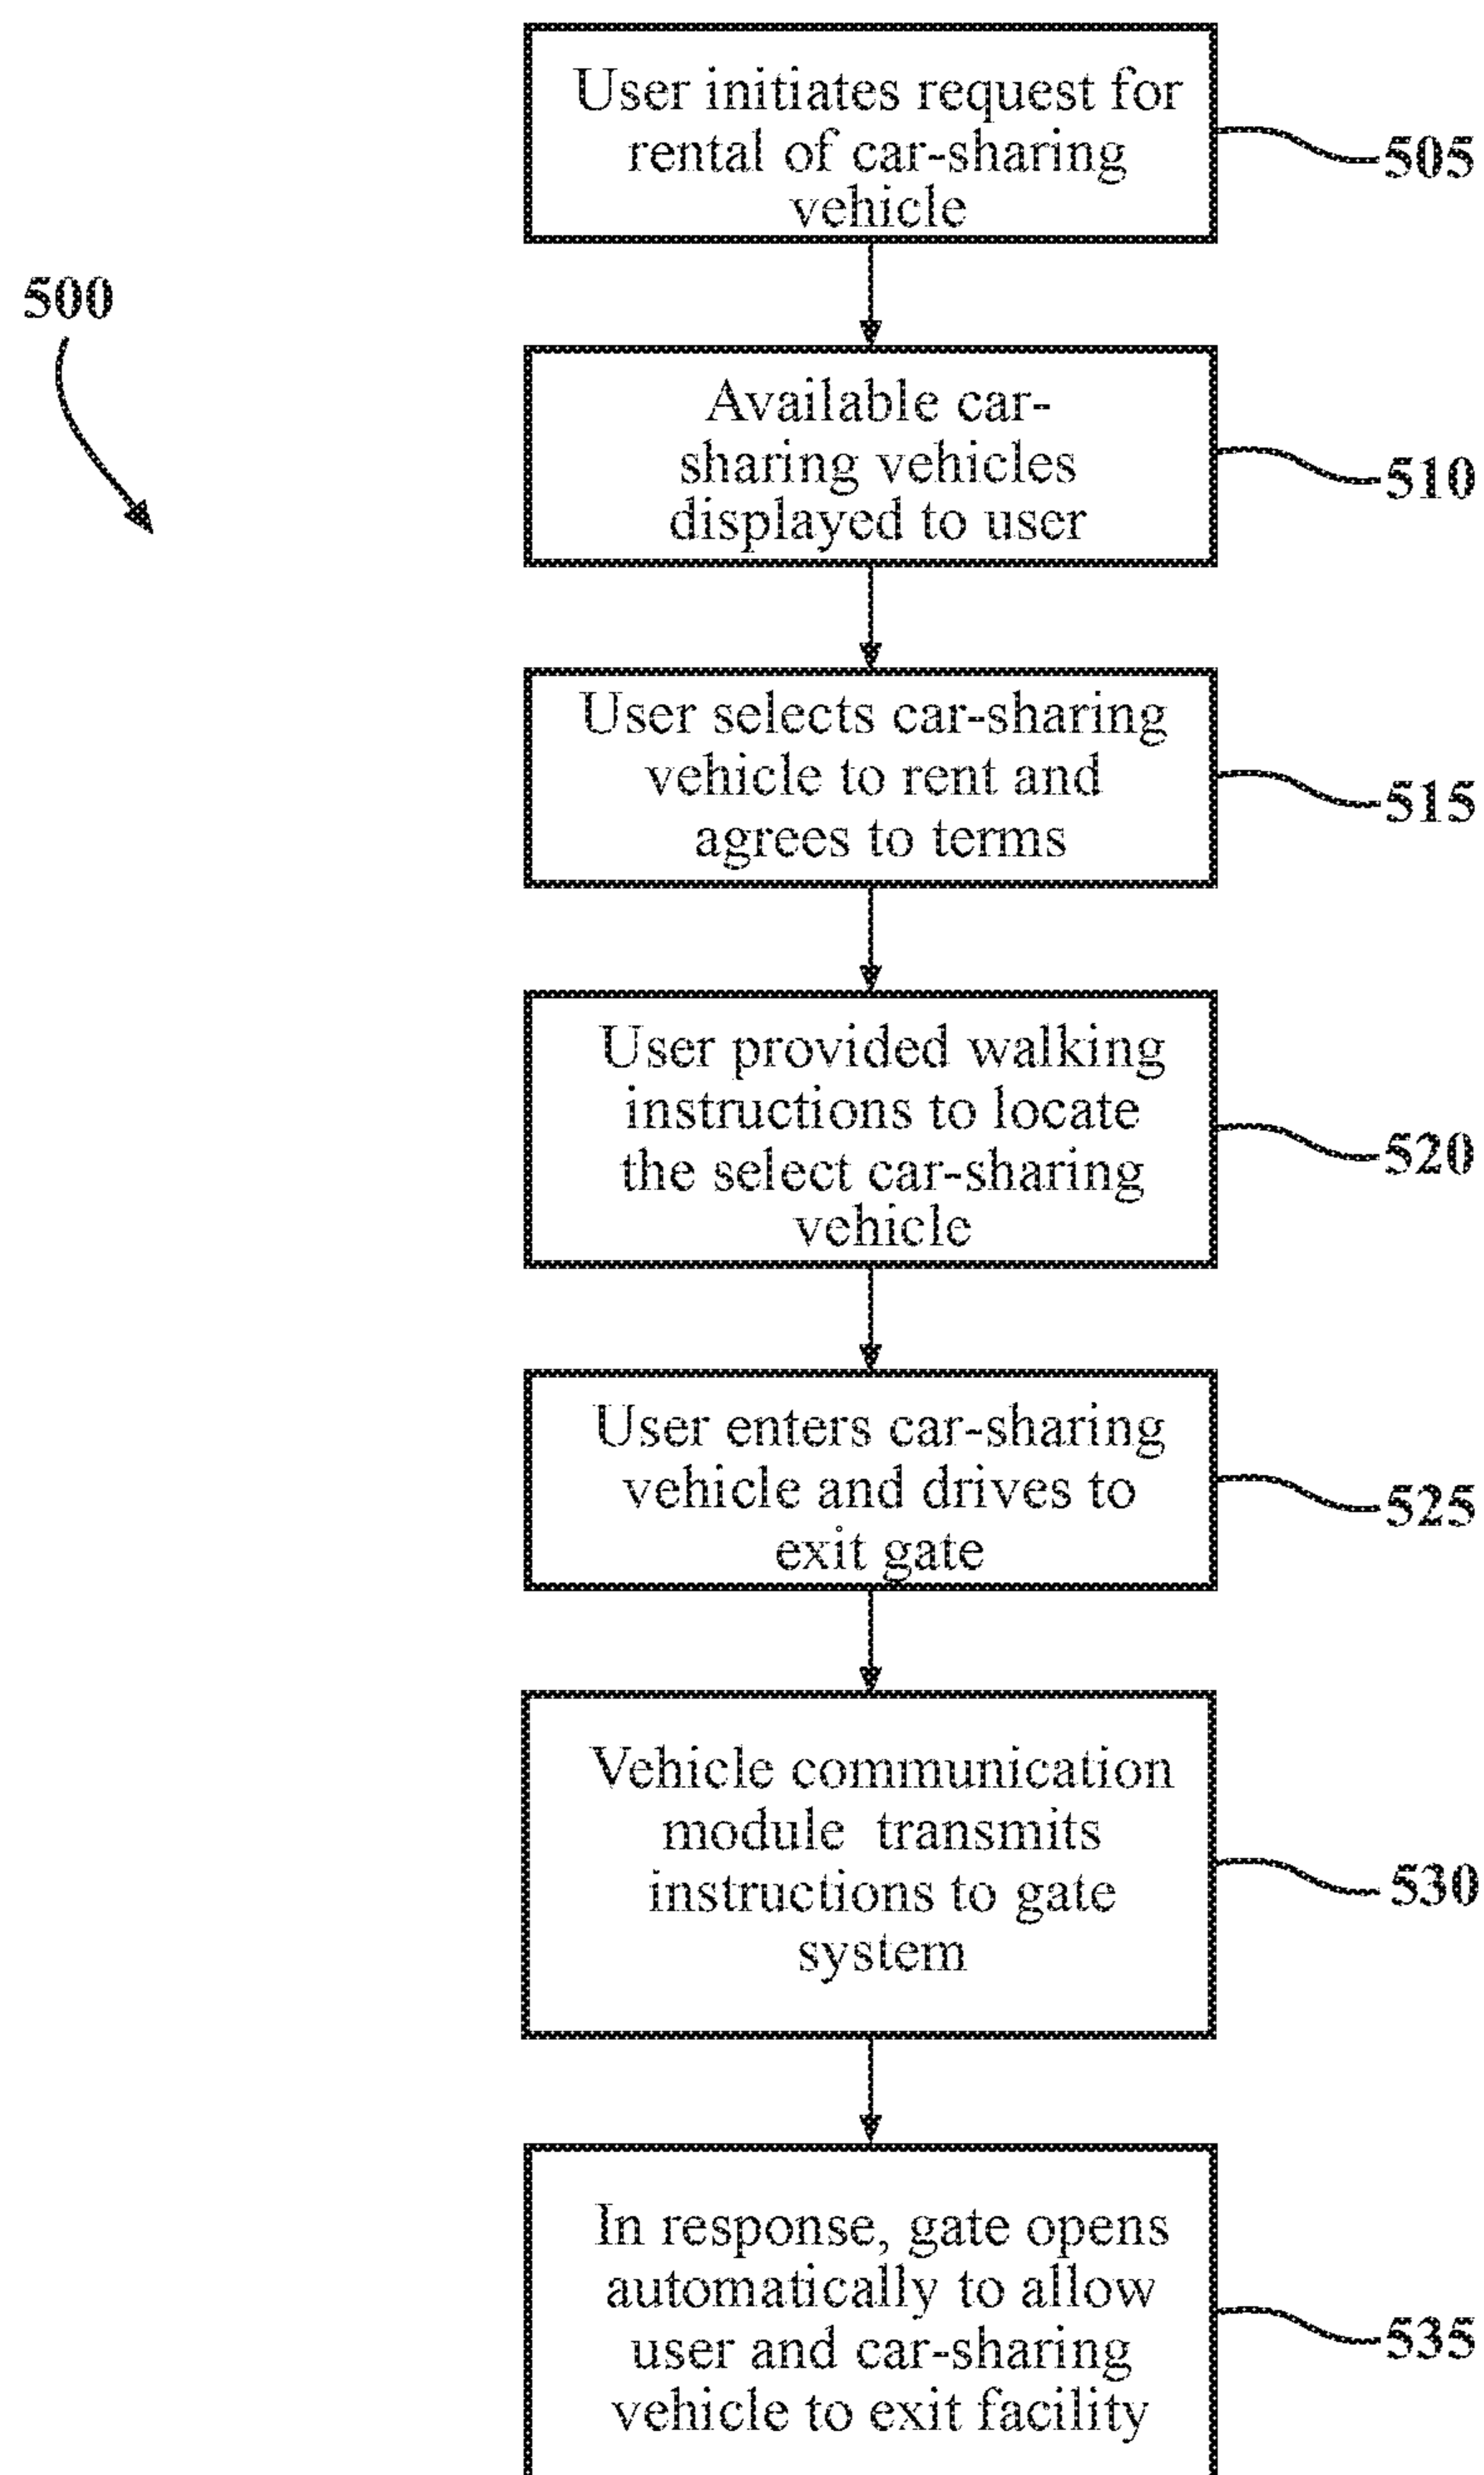 User initiates request for
rental of car-sharing
vehicle
505
500
Available car-
sharing vehicles
displayed to user
510
User selects car-sharing
vehicle to rent and
agrees to terms
515
User provided walking
instructions to locate
the select car-sharing
vehicle
520
User enters car-sharing
vehicle and drives to
exit gate
525
Vehicle communication
module transmits
instructions to gate
system
530
In response, gate opens
automatically to allow
user and car-sharing
vehicle to exit facility
535